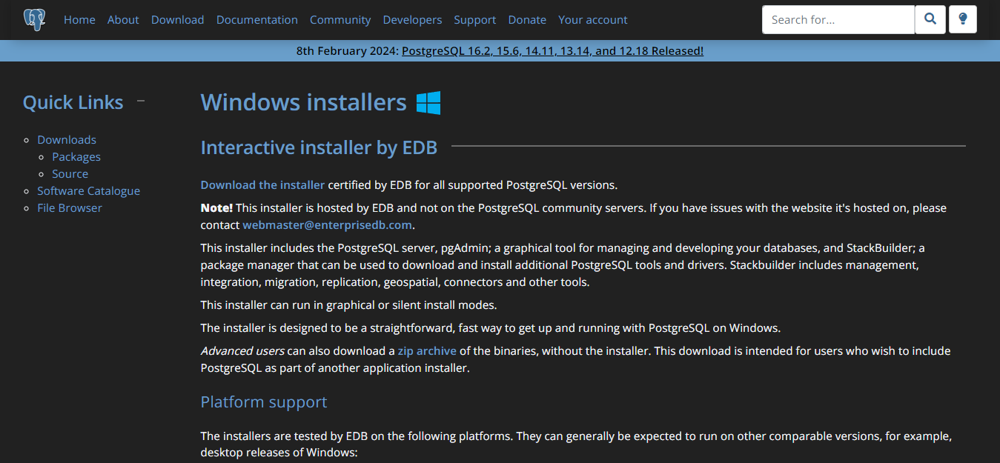 Home About Download Documentation Community Developers Support Donate Your account
Search for...
8th February 2024: PostgreSQL 16.2, 15.6, 14.11, 13.14, and 12.18 Released!
Quick Links
Downloads
Packages
Source
Software Catalogue
File Browser
Windows installers
Interactive installer by EDB
Download the installer certified by EDB for all supported PostgreSQL versions.
Note! This installer is hosted by EDB and not on the PostgreSQL community servers. If you have issues with the website it's hosted on, please
contact webmaster@enterprisedb.com.
This installer includes the PostgreSQL server, pgAdmin; a graphical tool for managing and developing your databases, and StackBuilder; a
package manager that can be used to download and install additional PostgreSQL tools and drivers. Stackbuilder includes management,
integration, migration, replication, geospatial, connectors and other tools.
This installer can run in graphical or silent install modes.
The installer is designed to be a straightforward, fast way to get up and running with PostgreSQL on Windows.
Advanced users can also download a zip archive of the binaries, without the installer. This download is intended for users who wish to include
PostgreSQL as part of another application installer.
Platform support
The installers are tested by EDB on the following platforms. They can generally be expected to run on other comparable versions, for example,
desktop releases of Windows: